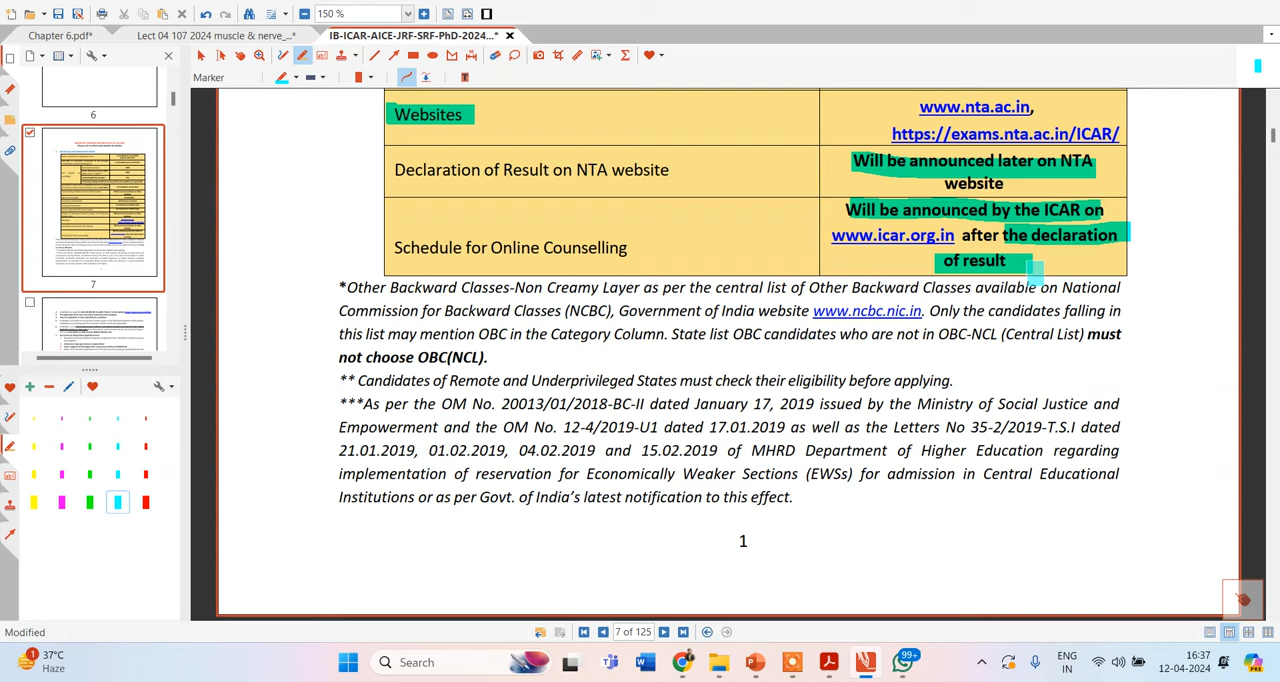 150 %
Chapter 6.pdf*
Lect 04 107 2024 muscle & nerve_...*
IB-ICAR-AICE-JRF-SRF-PhD-2024...*
Marker
6
7
Websites
www.nta.ac.in,
https://exams.nta.ac.in/ICAR/
Declaration of Result on NTA website
Will be announced later on NTA
website
Schedule for Online Counselling
Will be announced by the ICAR on
www.icar.org.in after the declaration
of result
*Other Backward Classes-Non Creamy Layer as per the central list of Other Backward Classes available on National
Commission for Backward Classes (NCBC), Government of India website www.ncbc.nic.in. Only the candidates falling in
this list may mention OBC in the Category Column. State list OBC candidates who are not in OBC-NCL (Central List) must
not choose OBC(NCL).
** Candidates of Remote and Underprivileged States must check their eligibility before applying.
***As per the OM No. 20013/01/2018-BC-II dated January 17, 2019 issued by the Ministry of Social Justice and
Empowerment and the OM No. 12-4/2019-U1 dated 17.01.2019 as well as the Letters No 35-2/2019-T.S.I dated
21.01.2019, 01.02.2019, 04.02.2019 and 15.02.2019 of MHRD Department of Higher Education regarding
implementation of reservation for Economically Weker Sections (EWSs) for admission in Central Educational
Institutions or as per Govt. of India's latest notification to this effect.
1
Modified
7 of 125
1
37°C
Haze
Search
99+
ENG
IN
16:37
12-04-2024
PRE